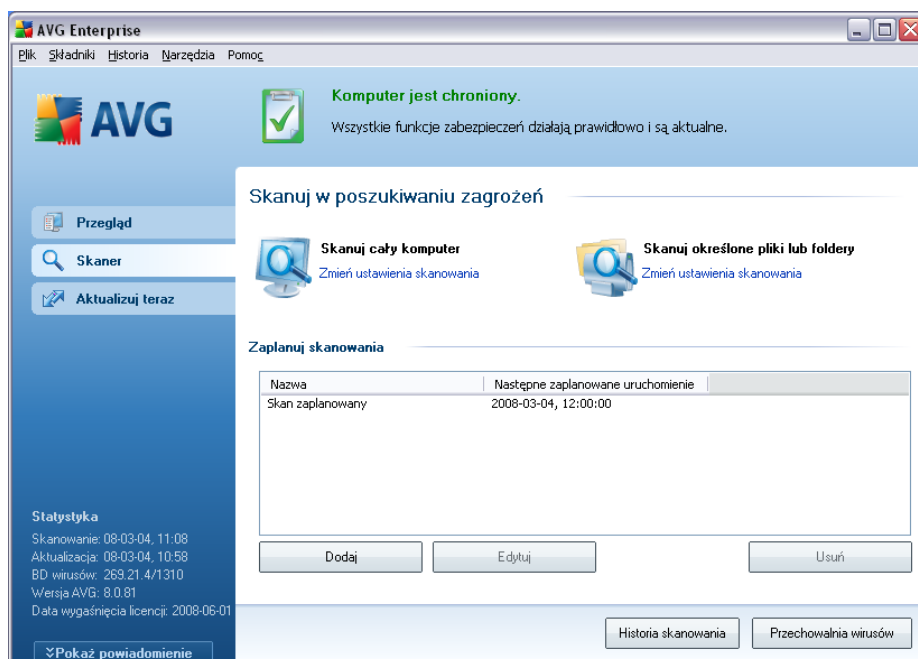 AVG Enterprise
Plik Składniki Historia Narzędzia Pomoc
AVG
Komputer jest chroniony.
Wszystkie funkcje zabezpieczeń działają prawidłowo i są aktualne.
Przegląd
Skaner
Aktualizuj teraz
Skanuj w poszukiwaniu zagrożeń
Skanuj cały komputer
Zmień ustawienia skanowania
Skanuj określone pliki lub foldery
Zmień ustawienia skanowania
Zaplanuj skanowania
Nazwa Następne zaplanowane uruchomienie
Skan zaplanowany 2008-03-04, 12:00:00
Dodaj Edytuj Usuń
Statystyka
Skanowanie: 08-03-04, 11:08
Aktualizacja: 08-03-04, 10:58
BD wirusów: 269.21.4/1310
Wersja AVG: 8.0.81
Data wygaśnięcia licencji: 2008-06-01
Pokaż powiadomienie
Historia skanowania Przechowalnia wirusów